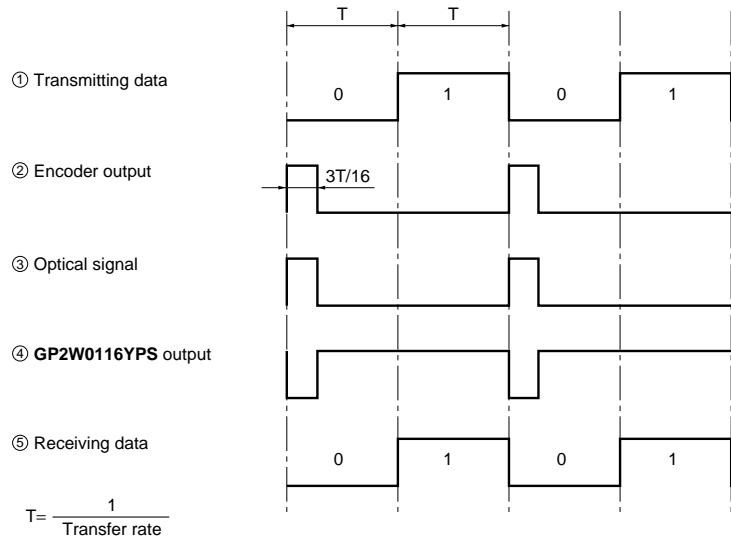 T T
① Transmitting data
0 1 0 1
② Encoder output
3T/16
③ Optical signal
④ GP2W0116YPS output
⑤ Receiving data
0 1 0 1
T= 1
Transfer rate